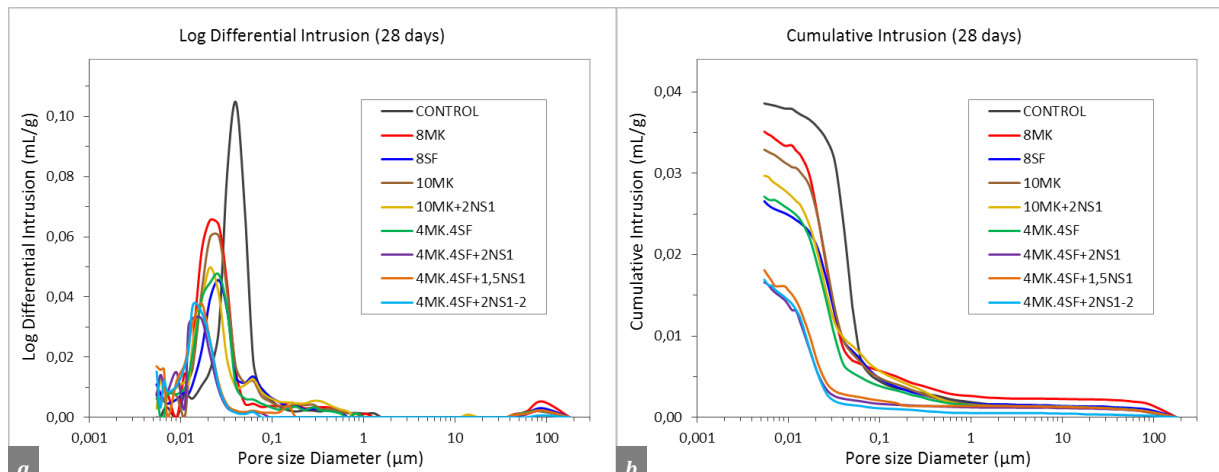 Log Differential Intrusion (28 days)
Log Differential Intrusion (mL/g)
0,10
0,08
0,06
0,04
0,02
0,00
CONTROL
8MK
8SF
10MK
10MK+2NS1
4MK.4SF
4MK.4SF+2NS1
4MK.4SF+1,5NS1
4MK.4SF+2NS1-2
0,001 0,01 0,1 1 10 100
Pore size Diameter (μm)
a
Cumulative Intrusion (28 days)
Cumulative Intrusion (mL/g)
0,04
0,03
0,02
0,01
0,00
CONTROL
8MK
8SF
10MK
10MK+2NS1
4MK.4SF
4MK.4SF+2NS1
4MK.4SF+1,5NS1
4MK.4SF+2NS1-2
0,001 0,01 0,1 1 10 100
Pore size Diameter (μm)
b